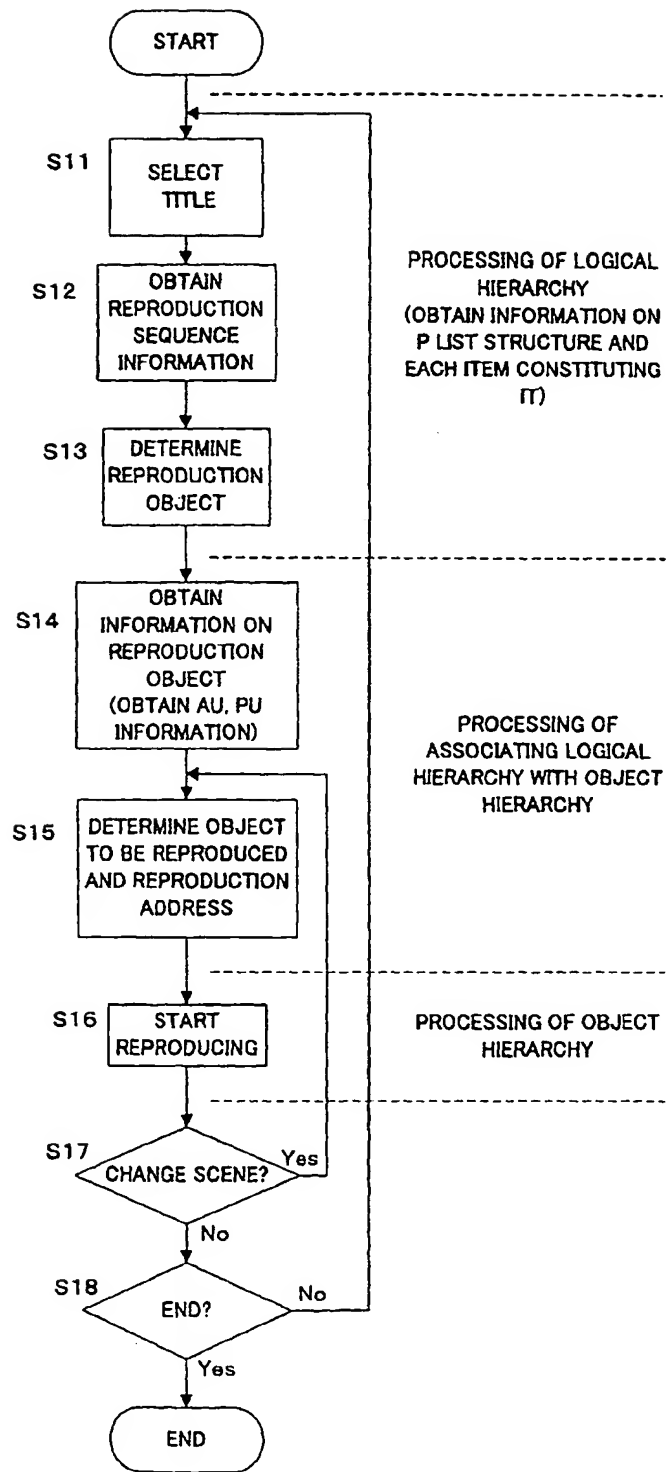 START
S11
SELECT
TITLE
S12
OBTAIN
REPRODUCTION
SEQUENCE
INFORMATION
PROCESSING OF LOGICAL
HIERARCHY
(OBTAIN INFORMATION ON
P LIST STRUCTURE AND
EACH ITEM CONSTITUTING
IT)
S13
DETERMINE
REPRODUCTION
OBJECT
S14
OBTAIN
INFORMATION ON
REPRODUCTION
OBJECT
(OBTAIN AU, PU
INFORMATION)
PROCESSING OF
ASSOCIATING LOGICAL
HIERARCHY WITH OBJECT
HIERARCHY
S15
DETERMINE OBJECT
TO BE REPRODUCED
AND REPRODUCTION
ADDRESS
S16
START
REPRODUCING
PROCESSING OF OBJECT
HIERARCHY
S17
CHANGE SCENE?
Yes
No
S18
END?
No
Yes
END